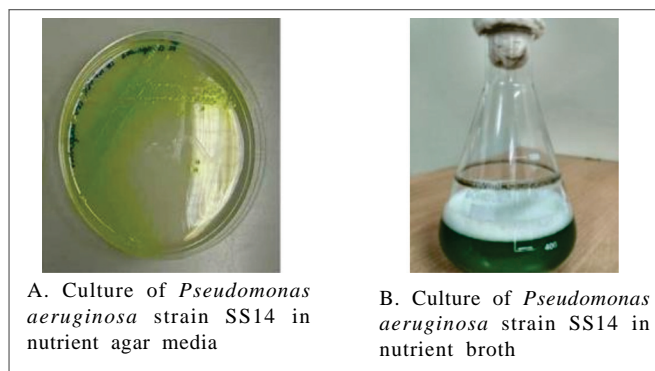 400
A. Culture of Pseudomonas
aeruginosa strain SS14 in
nutrient agar media
B. Culture of Pseudomonas
aeruginosa strain SS14 in
nutrient broth